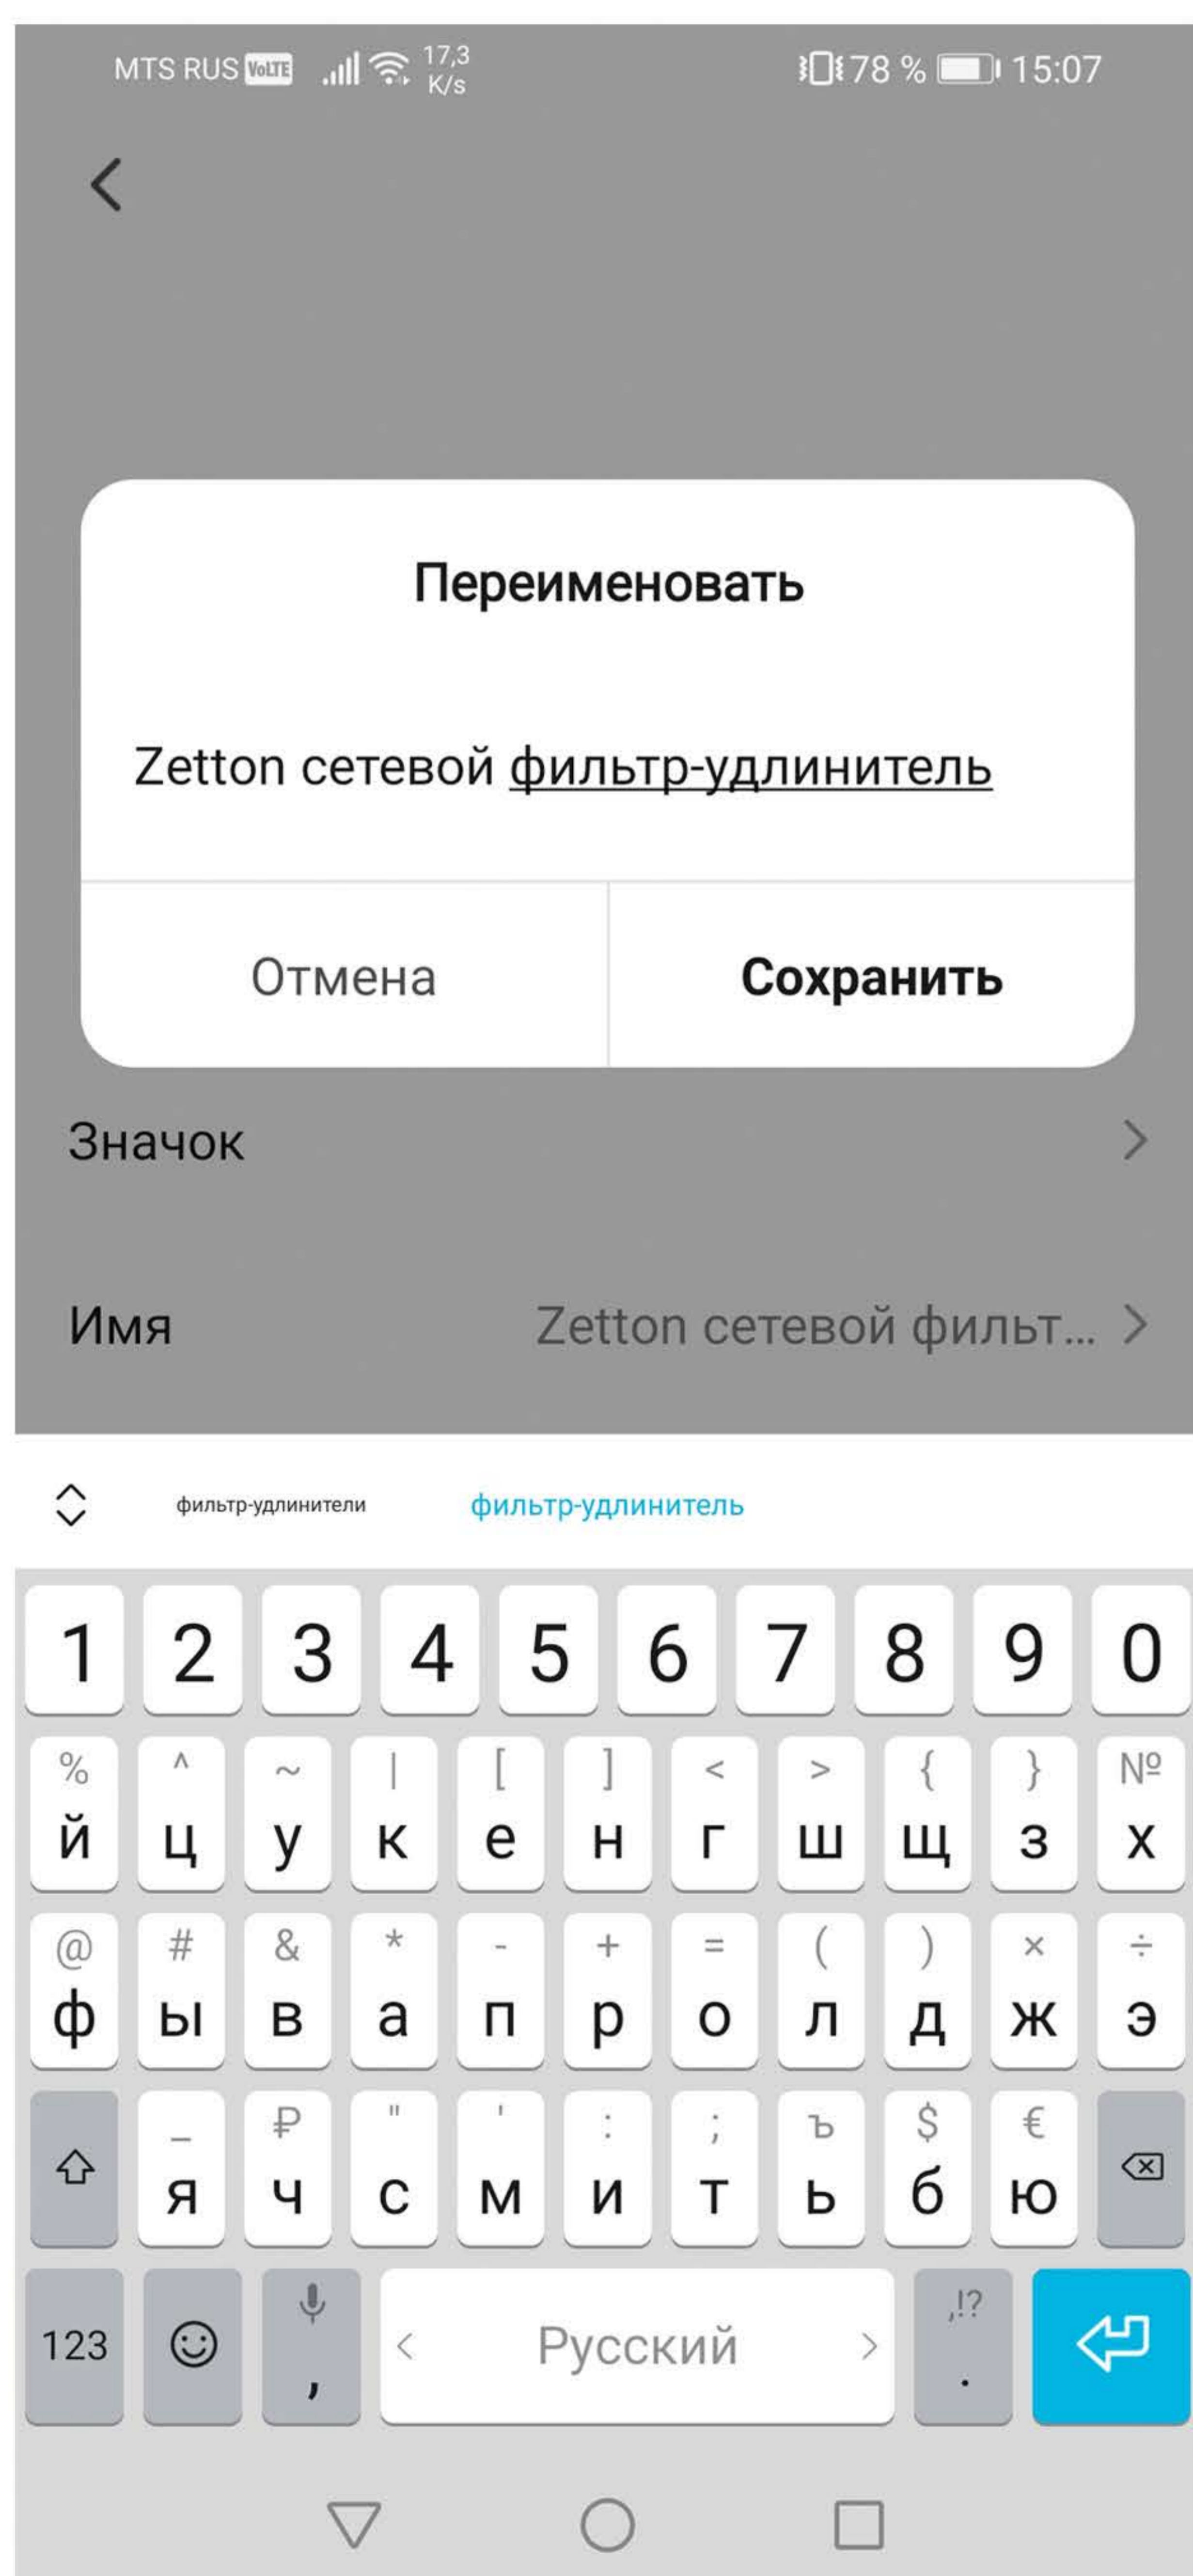 MTS RUS VoLTE 17,3 K/s 78 % 15:07
Переименовать
Zetton сетевой фильтр-удлинитель
Отмена Сохранить
Значок
Имя Zetton сетевой фильт...
фильтр-удлинители фильтр-удлинитель
1 2 3 4 5 6 7 8 9 0
% ^ ~ | [ ] < > { } №
й ц у к е н г ш щ з х
@ # & * - + = ( ) × ÷
ф ы в а п р о л д ж э
_ ₽ " ' : ; ъ $ €
я ч с м и т ь б ю
,!?
123 , < Русский > .